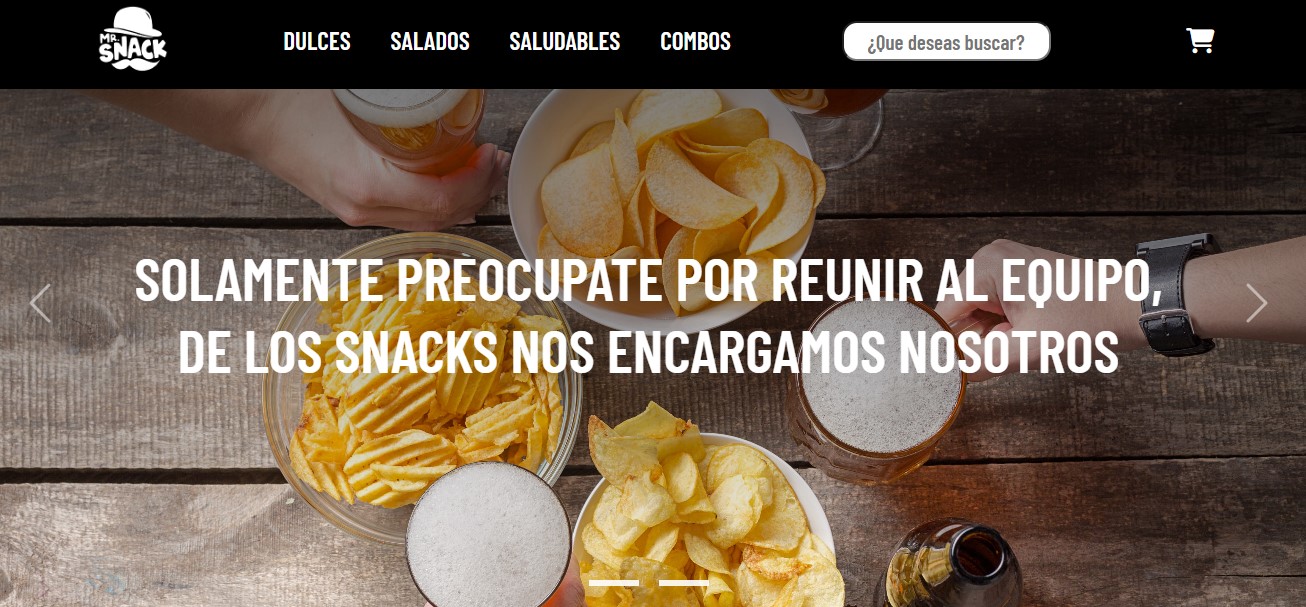 MR.
SNACK
DULCES SALADOS SALUDABLES COMBOS ¿Que deseas buscar?
SOLAMENTE PREOCUPATE POR REUNIR AL EQUIPO,
DE LOS SNACKS NOS ENCARGAMOS NOSOTROS